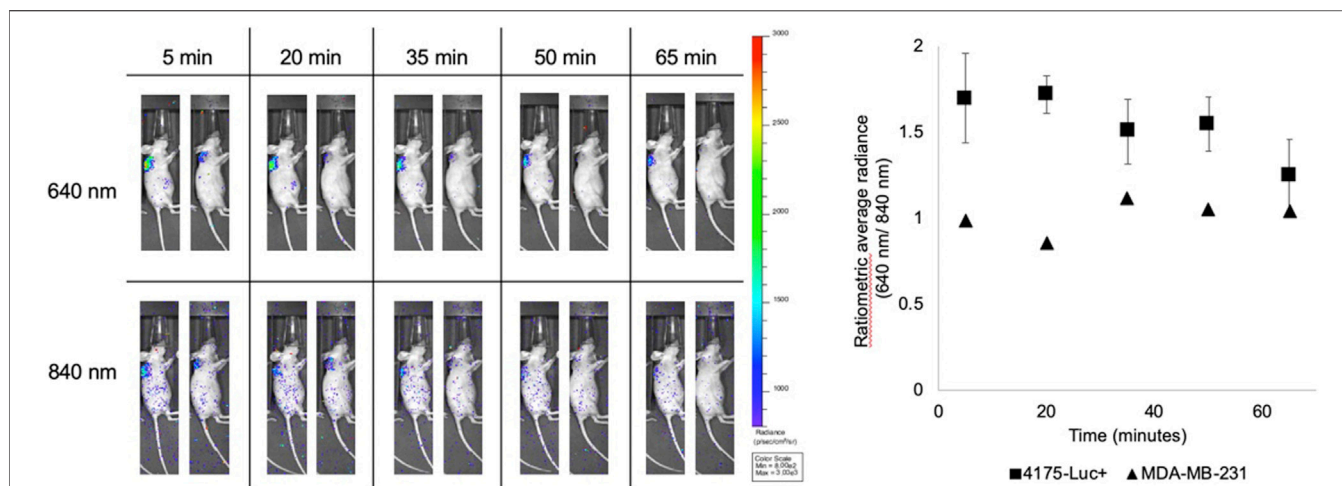 5 min 20 min 35 min 50 min 65 min
640 nm
840 nm
3000
2000
1500
1000
Radiance
(p/sec/cm²/sr)
Color Scale
Min = 8.00e2
Max = 3.00e3
Ratiometric average radiance
(640 nm/ 840 nm)
2
1.5
1
0.5
0
0 20 40 60
Time (minutes)
■4175-Luc+ ▲MDA-MB-231